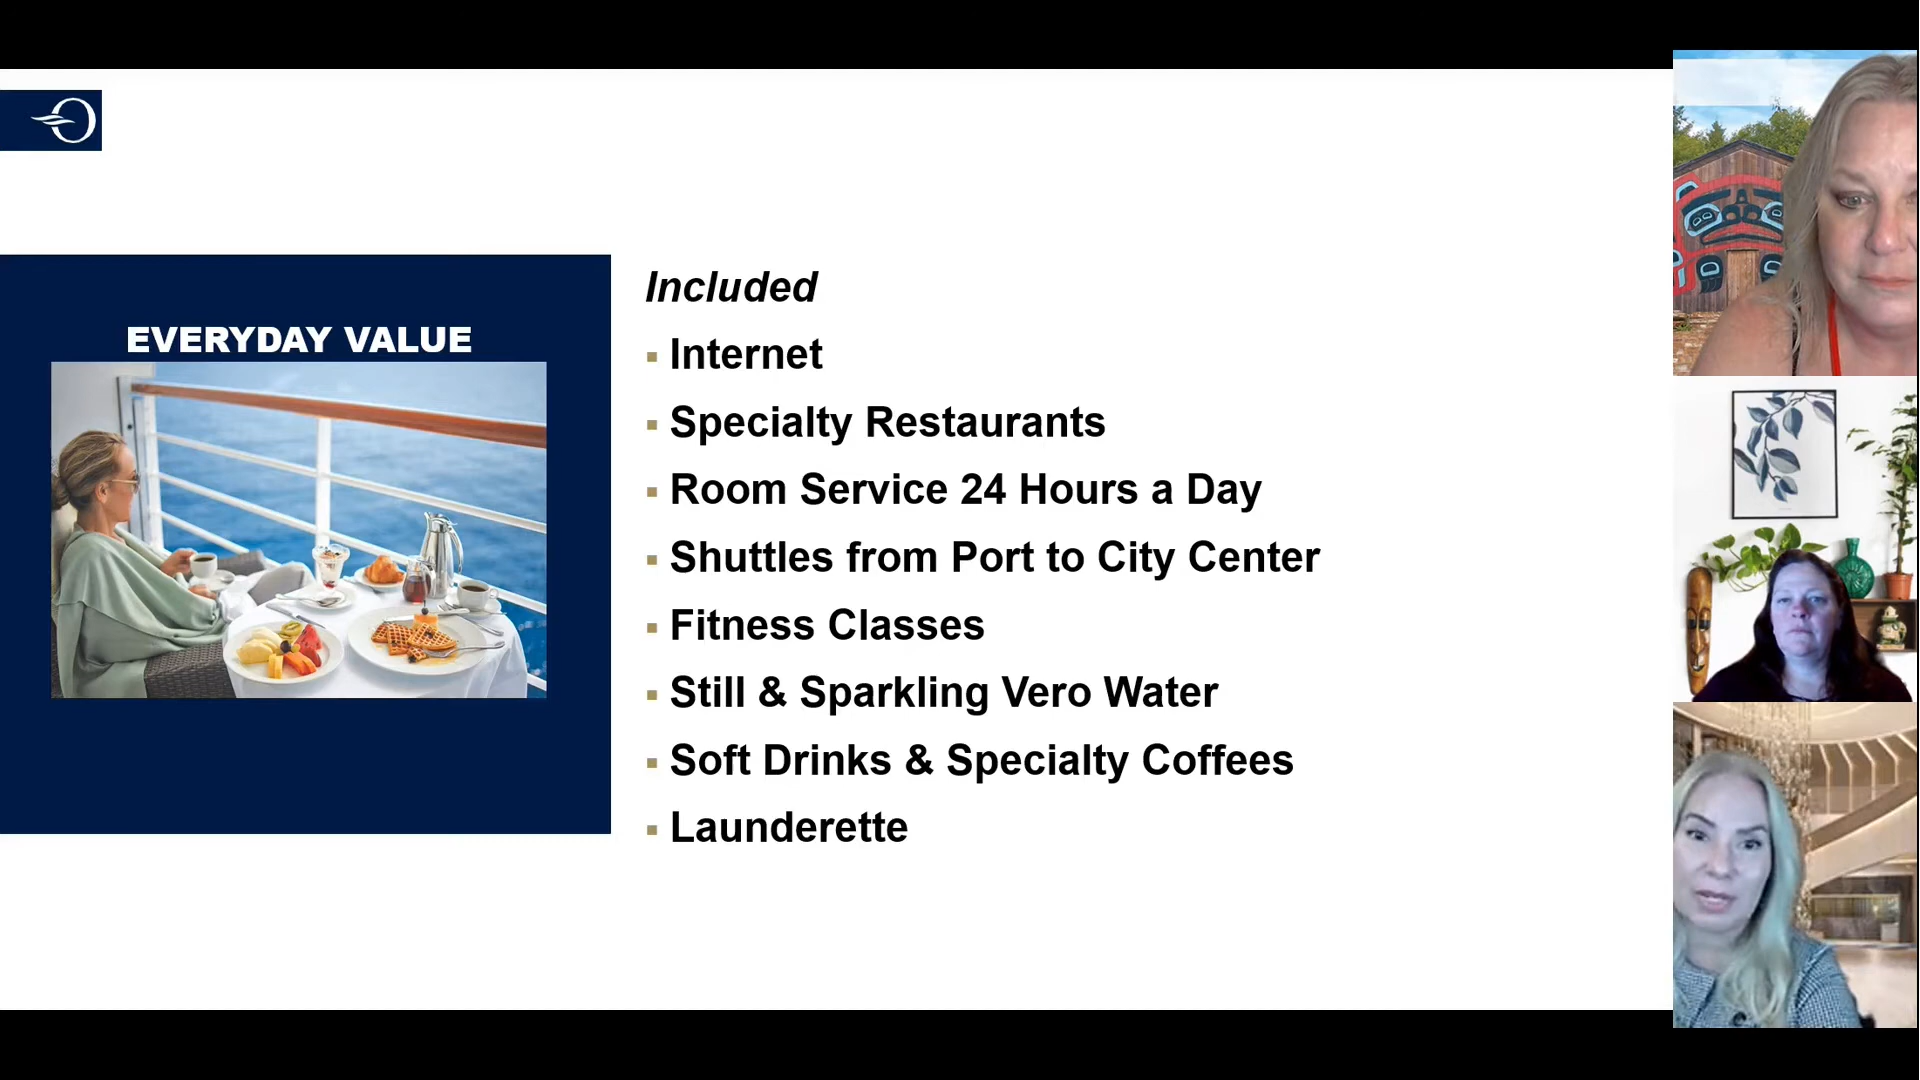 EVERYDAY VALUE
Included
Internet
Specialty Restaurants
Room Service 24 Hours a Day
Shuttles from Port to City Center
Fitness Classes
Still & Sparkling Vero Water
Soft Drinks & Specialty Coffees
Launderette